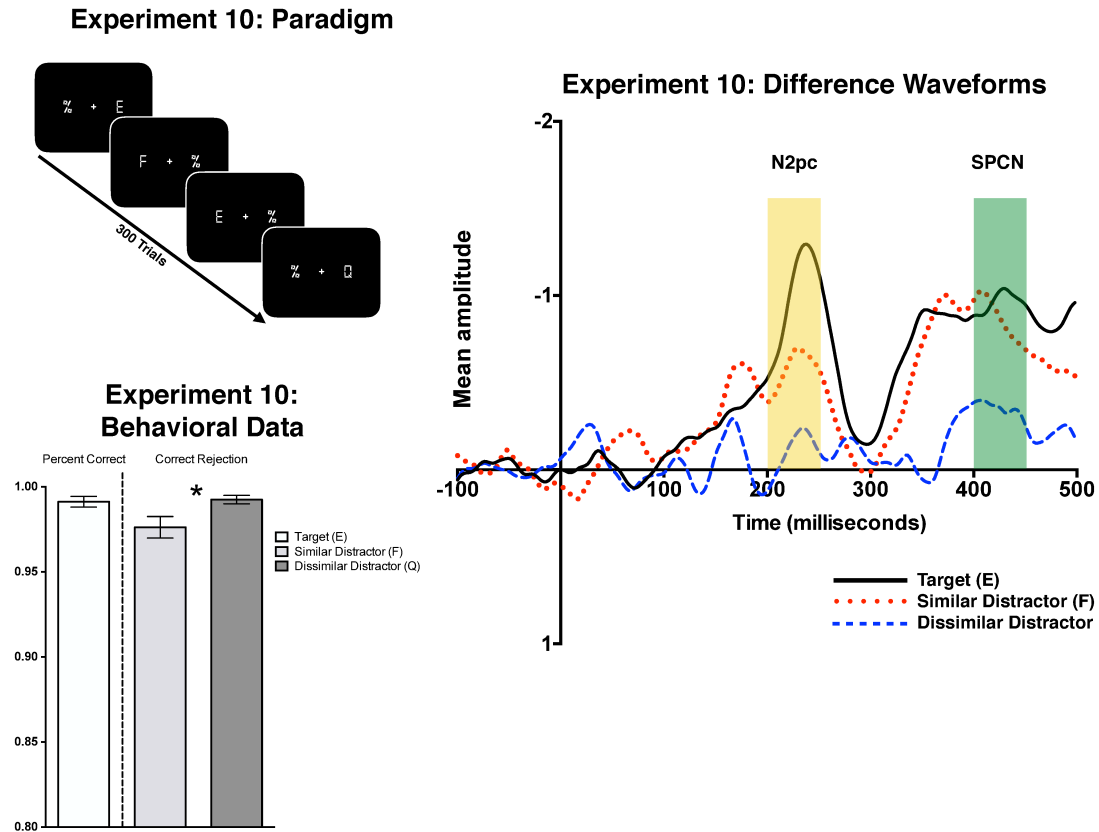 Experiment 10: Paradigm
% + E
F + %
E + %
% + Q
300 Trials
Experiment 10:
Behavioral Data
Percent Correct
Correct Rejection
*
1.00
0.95
0.90
0.85
0.80
Target (E)
Similar Distractor (F)
Dissimilar Distractor (Q)
Experiment 10: Difference Waveforms
-2
N2pc
SPCN
-1
Mean amplitude
-100
100
200
300
400
500
Time (milliseconds)
1
Target (E)
Similar Distractor (F)
Dissimilar Distractor